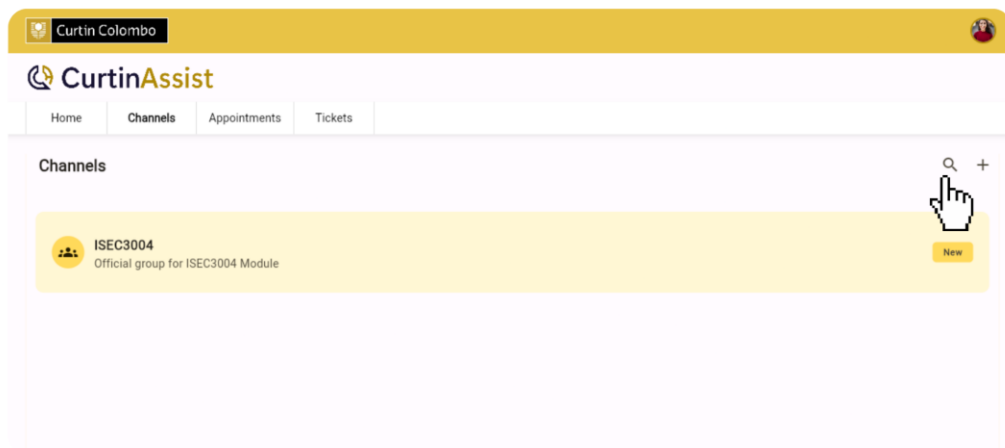 Curtin Colombo
CurtinAssist
Home Channels Appointments Tickets
Channels
ISEC3004
Official group for ISEC3004 Module
New